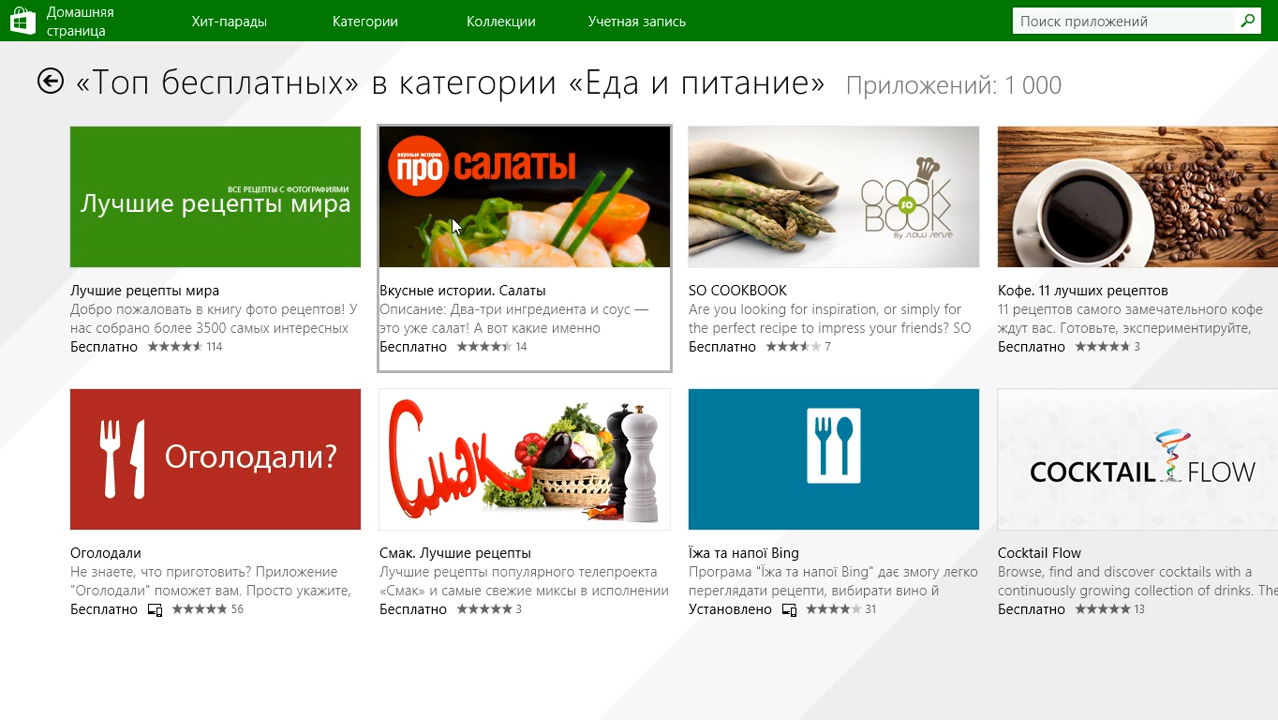 Домашняя
страница
Хит-парады
Категории
Коллекции
Учетная запись
Поиск приложений
«Топ бесплатных» в категории «Еда и питание» Приложений: 1 000
ВСЕ РЕЦЕПТЫ С ФОТОГРАФИЯМИ
Лучшие рецепты мира
Лучшие рецепты мира
Добро пожаловать в книгу фото рецептов! У
нас собрано более 3500 самых интересных
Бесплатно 114
вкусные истории
про салаты
Вкусные истории. Салаты
Описание: Два-три ингредиента и соус —
это уже салат! А вот какие именно
Бесплатно 14
COOK
SO
BOOK
By slow sense
SO COOKBOOK
Are you looking for inspiration, or simply for
the perfect recipe to impress your friends? SO
Бесплатно 7
Кофе. 11 лучших рецептов
11 рецептов самого замечательного кофе
ждут вас. Готовьте, экспериментируйте,
Бесплатно 3
Оголодали?
Оголодали
Не знаете, что приготовить? Приложение
"Оголодали" поможет вам. Просто укажите,
Бесплатно 56
Смак
Смак. Лучшие рецепты
Лучшие рецепты популярного телепроекта
«Смак» и самые свежие миксы в исполнении
Бесплатно 3
Їжа та напої Bing
Програма "Їжа та напої Bing" дає змогу легко
переглядати рецепти, вибирати вино й
Установлено 31
COCKTAIL FLOW
Cocktail Flow
Browse, find and discover cocktails with a
continuously growing collection of drinks. The
Бесплатно 13